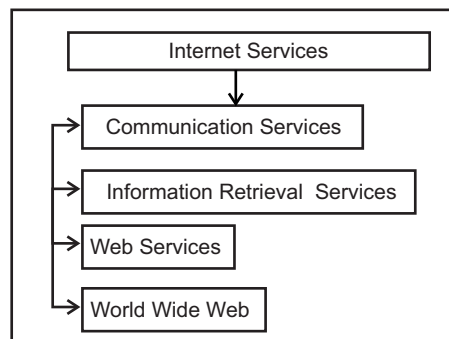 Internet Services
Communication Services
Information Retrieval Services
Web Services
World Wide Web